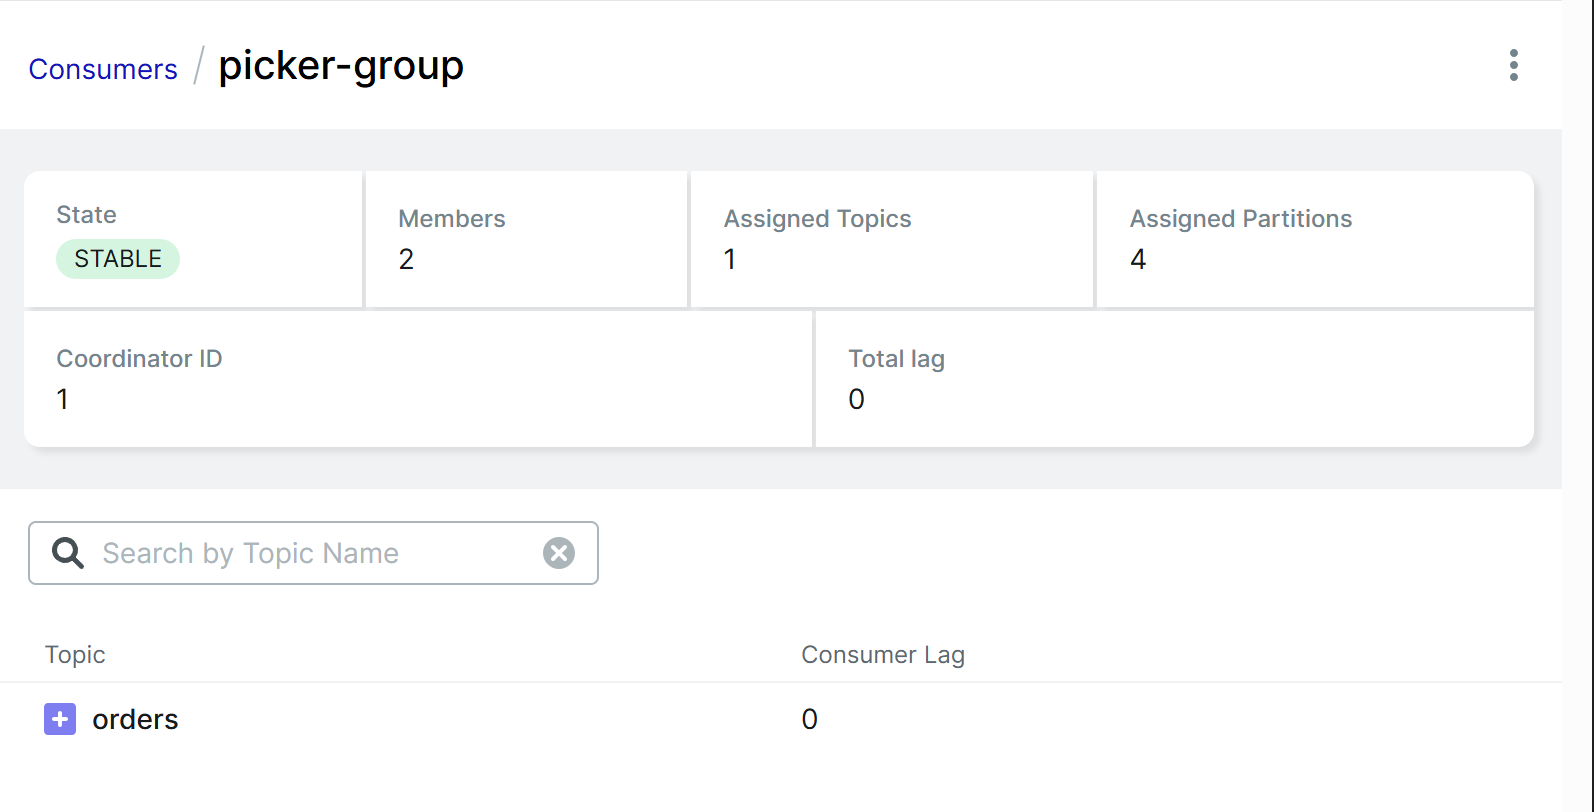 Consumers / picker-group
State Members Assigned Topics Assigned Partitions
STABLE 2 1 4
Coordinator ID Total lag
1 0
Search by Topic Name
Topic Consumer Lag
orders 0